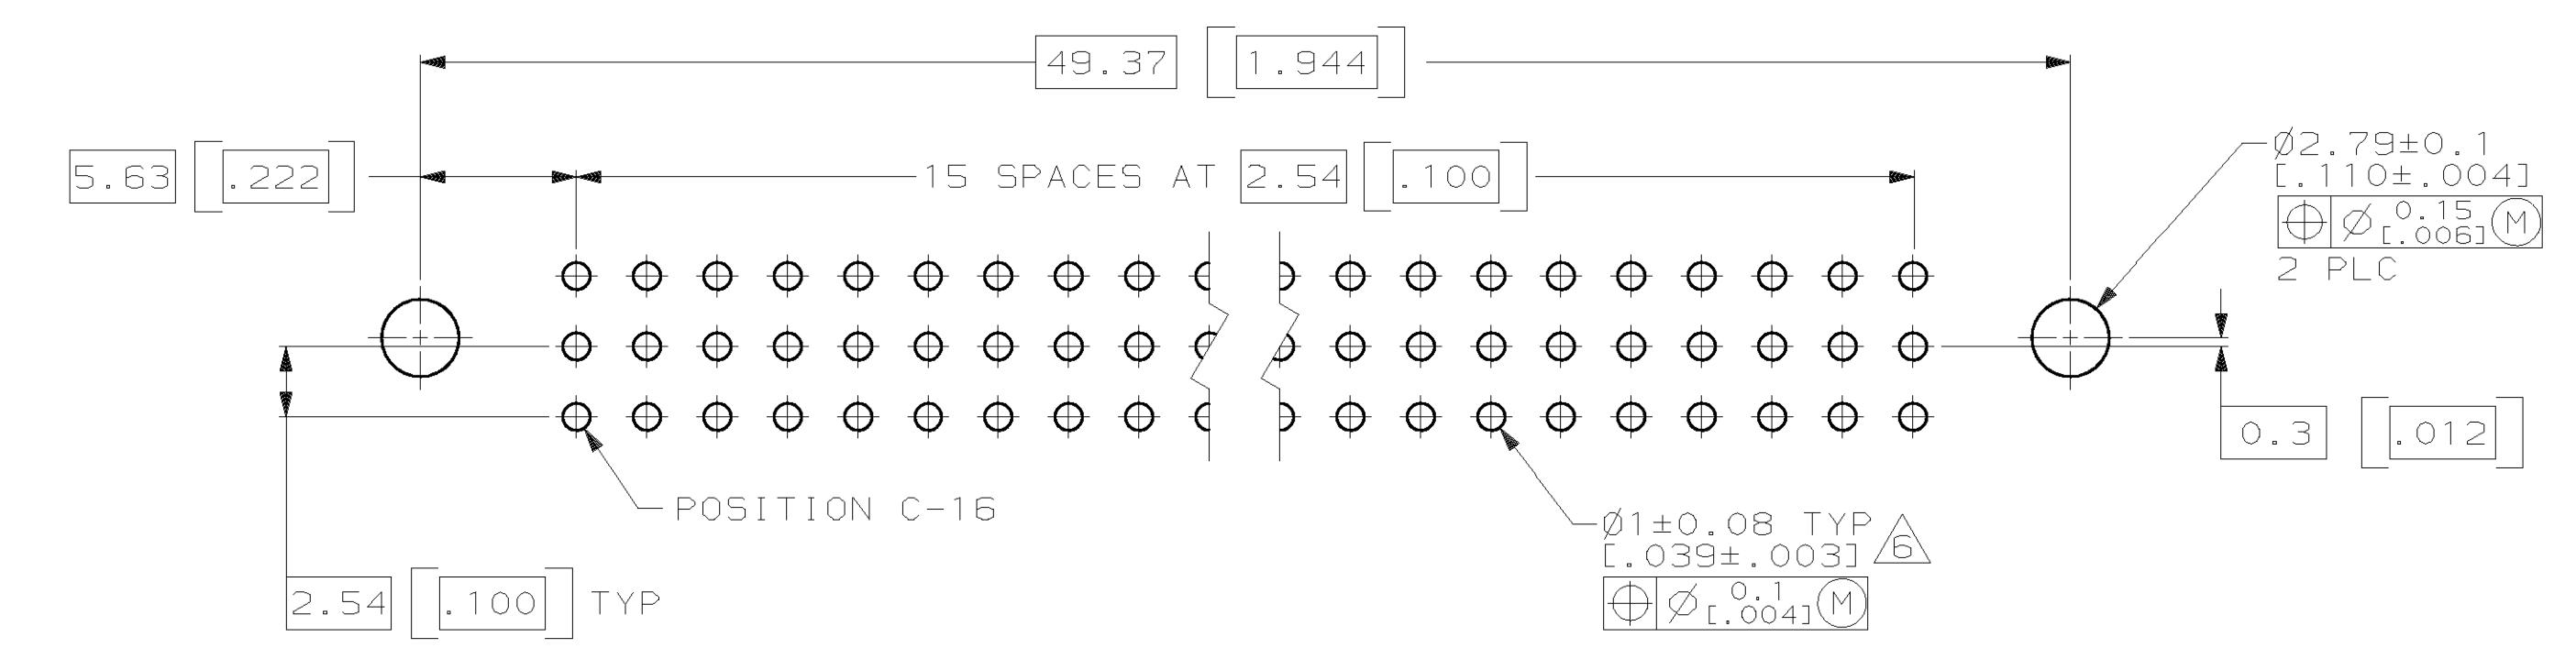 49.37 [1.944]
5.63 [.222]
15 SPACES AT 2.54 [.100]
Ø2.79±0.1
[.110±.004]
⌖ Ø 0.15 Ⓜ
[.006]
2 PLC
0.3 [.012]
POSITION C-16
Ø1±0.08 TYP 6
[.039±.003]
⌖ Ø 0.1 Ⓜ
[.004]
2.54 [.100] TYP